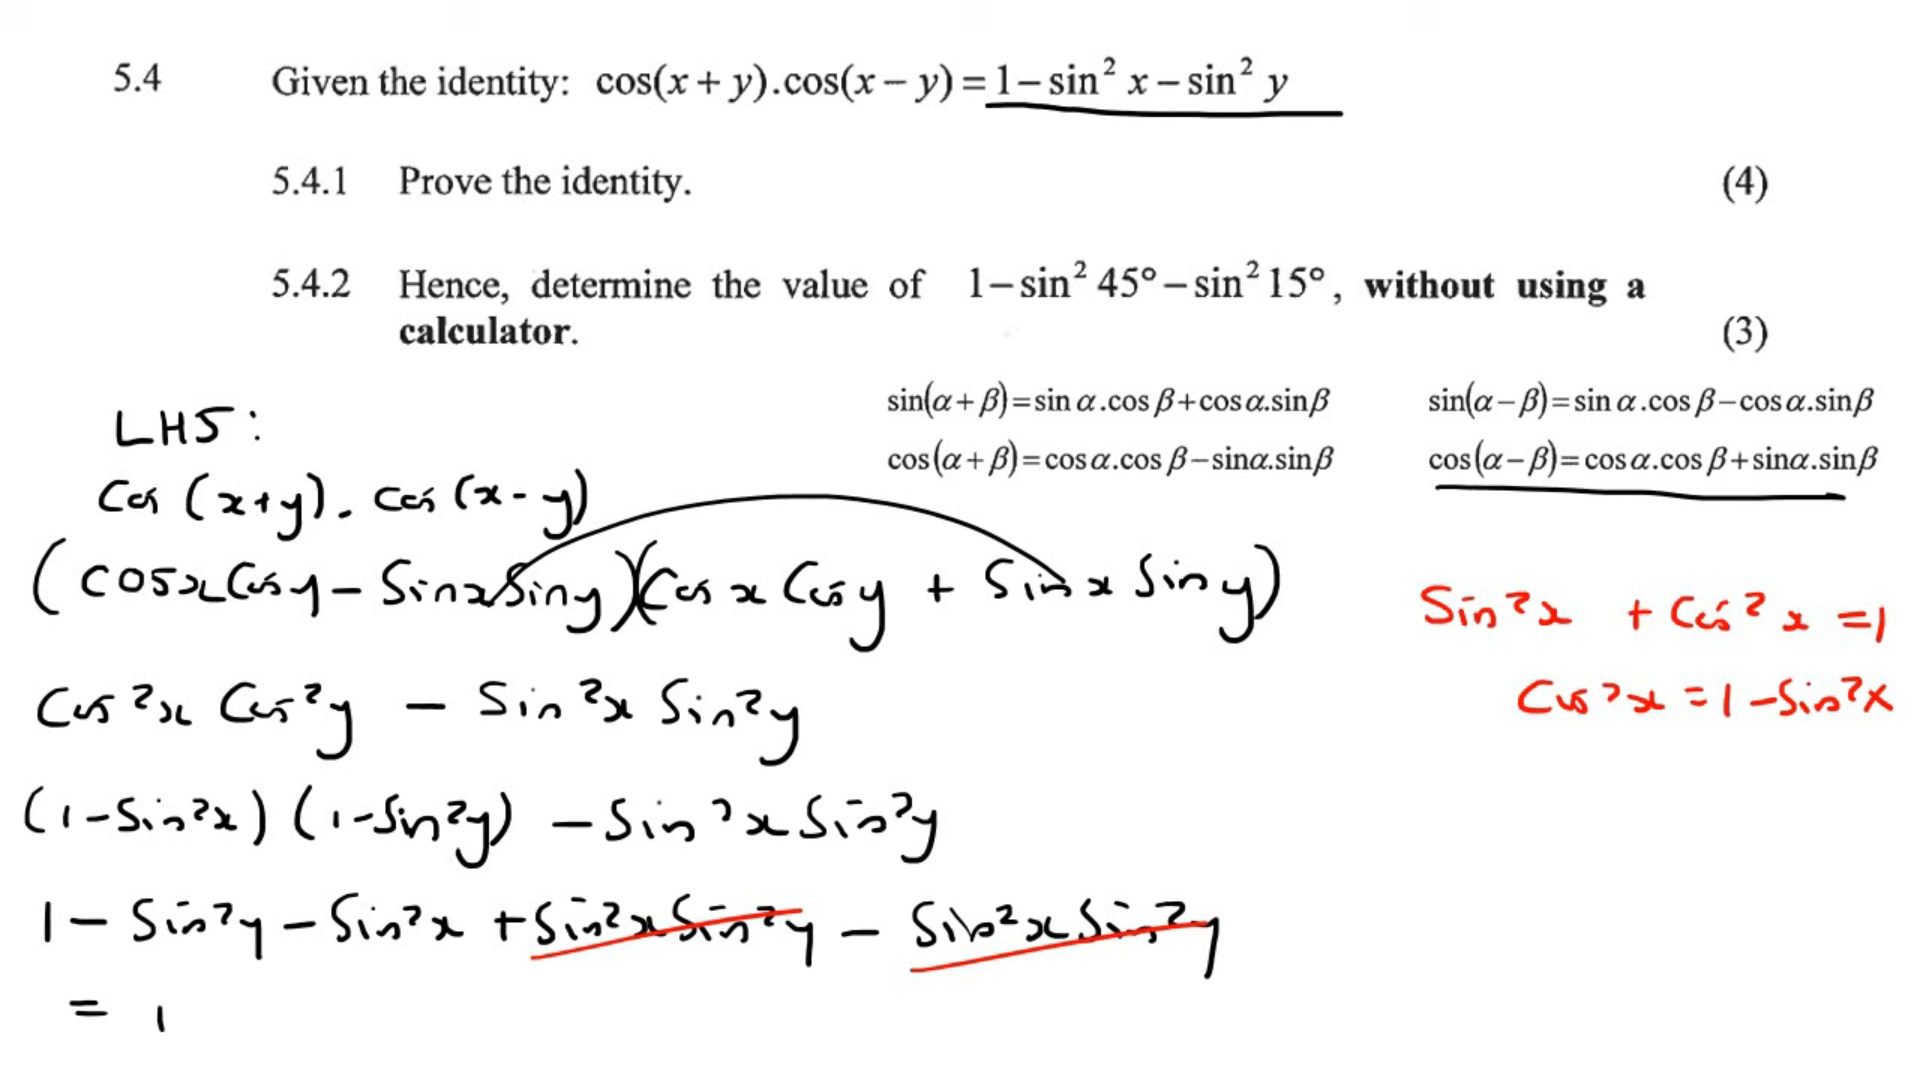 5.4 Given the identity: cos(x + y).cos(x − y) = 1 − sin² x − sin² y
5.4.1 Prove the identity. (4)
5.4.2 Hence, determine the value of 1 − sin² 45° − sin² 15°, without using a
calculator. (3)
sin(α + β) = sin α.cos β + cos α.sin β sin(α − β) = sin α.cos β − cos α.sin β
cos(α + β) = cos α.cos β − sin α.sin β cos(α − β) = cos α.cos β + sin α.sin β
LHS:
Cos (x+y). Cos (x-y)
(cosx Cosy − Sinx Siny)(Cosx Cosy + Sinx Siny)
Sin²x + Cos²x = 1
Cos²x = 1 − Sin²x
Cos²x Cos²y − Sin²x Sin²y
(1 − Sin²x) (1 − Sin²y) − Sin²x Sin²y
1 − Sin²y − Sin²x + Sin²x Sin²y − Sin²x Sin²y
= 1